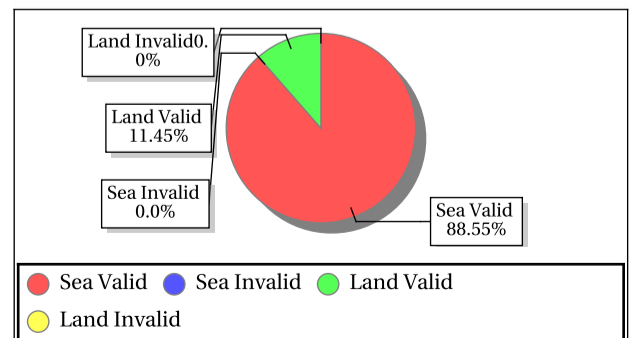 Land Invalid0.
0%
Land Valid
11.45%
Sea Invalid
0.0%
Sea Valid
88.55%
Sea Valid Sea Invalid Land Valid
Land Invalid